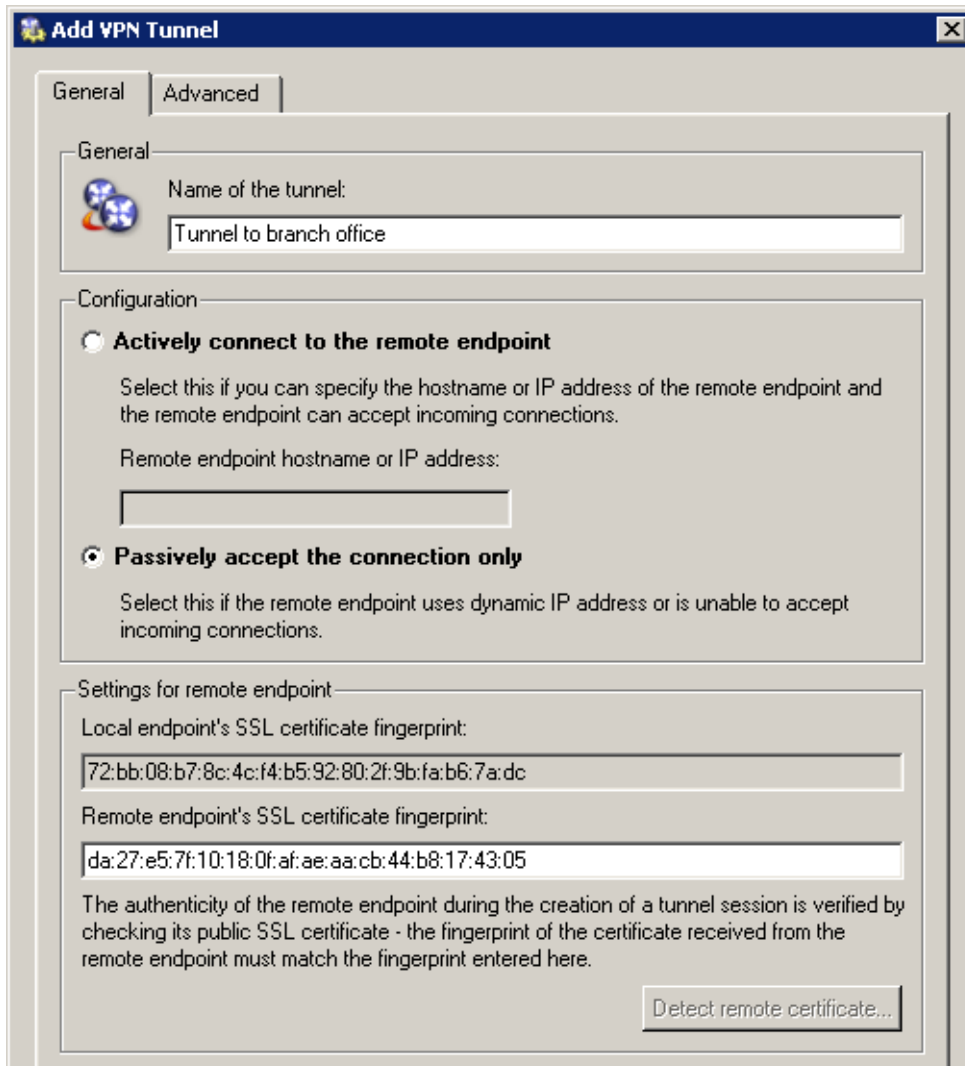 Add VPN Tunnel
General
Advanced
General
Name of the tunnel:
Tunnel to branch office
Configuration
Actively connect to the remote endpoint
Select this if you can specify the hostname or IP address of the remote endpoint and
the remote endpoint can accept incoming connections.
Remote endpoint hostname or IP address:
Passively accept the connection only
Select this if the remote endpoint uses dynamic IP address or is unable to accept
incoming connections.
Settings for remote endpoint
Local endpoint's SSL certificate fingerprint:
72:bb:08:b7:8c:4c:f4:b5:92:80:2f:9b:fa:b6:7a:dc
Remote endpoint's SSL certificate fingerprint:
da:27:e5:7f:10:18:0f:af:ae:aa:cb:44:b8:17:43:05
The authenticity of the remote endpoint during the creation of a tunnel session is verified by
checking its public SSL certificate - the fingerprint of the certificate received from the
remote endpoint must match the fingerprint entered here.
Detect remote certificate...